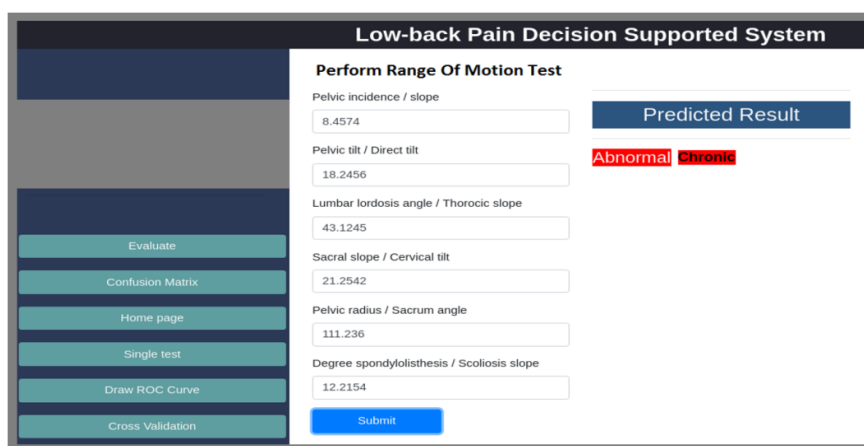 Low-back Pain Decision Supported System
Perform Range Of Motion Test
Pelvic incidence / slope
8.4574
Pelvic tilt / Direct tilt
18.2456
Lumbar lordosis angle / Thorocic slope
43.1245
Sacral slope / Cervical tilt
21.2542
Pelvic radius / Sacrum angle
111.236
Degree spondylolisthesis / Scoliosis slope
12.2154
Submit
Predicted Result
Abnormal Chronic
Evaluate
Confusion Matrix
Home page
Single test
Draw ROC Curve
Cross Validation